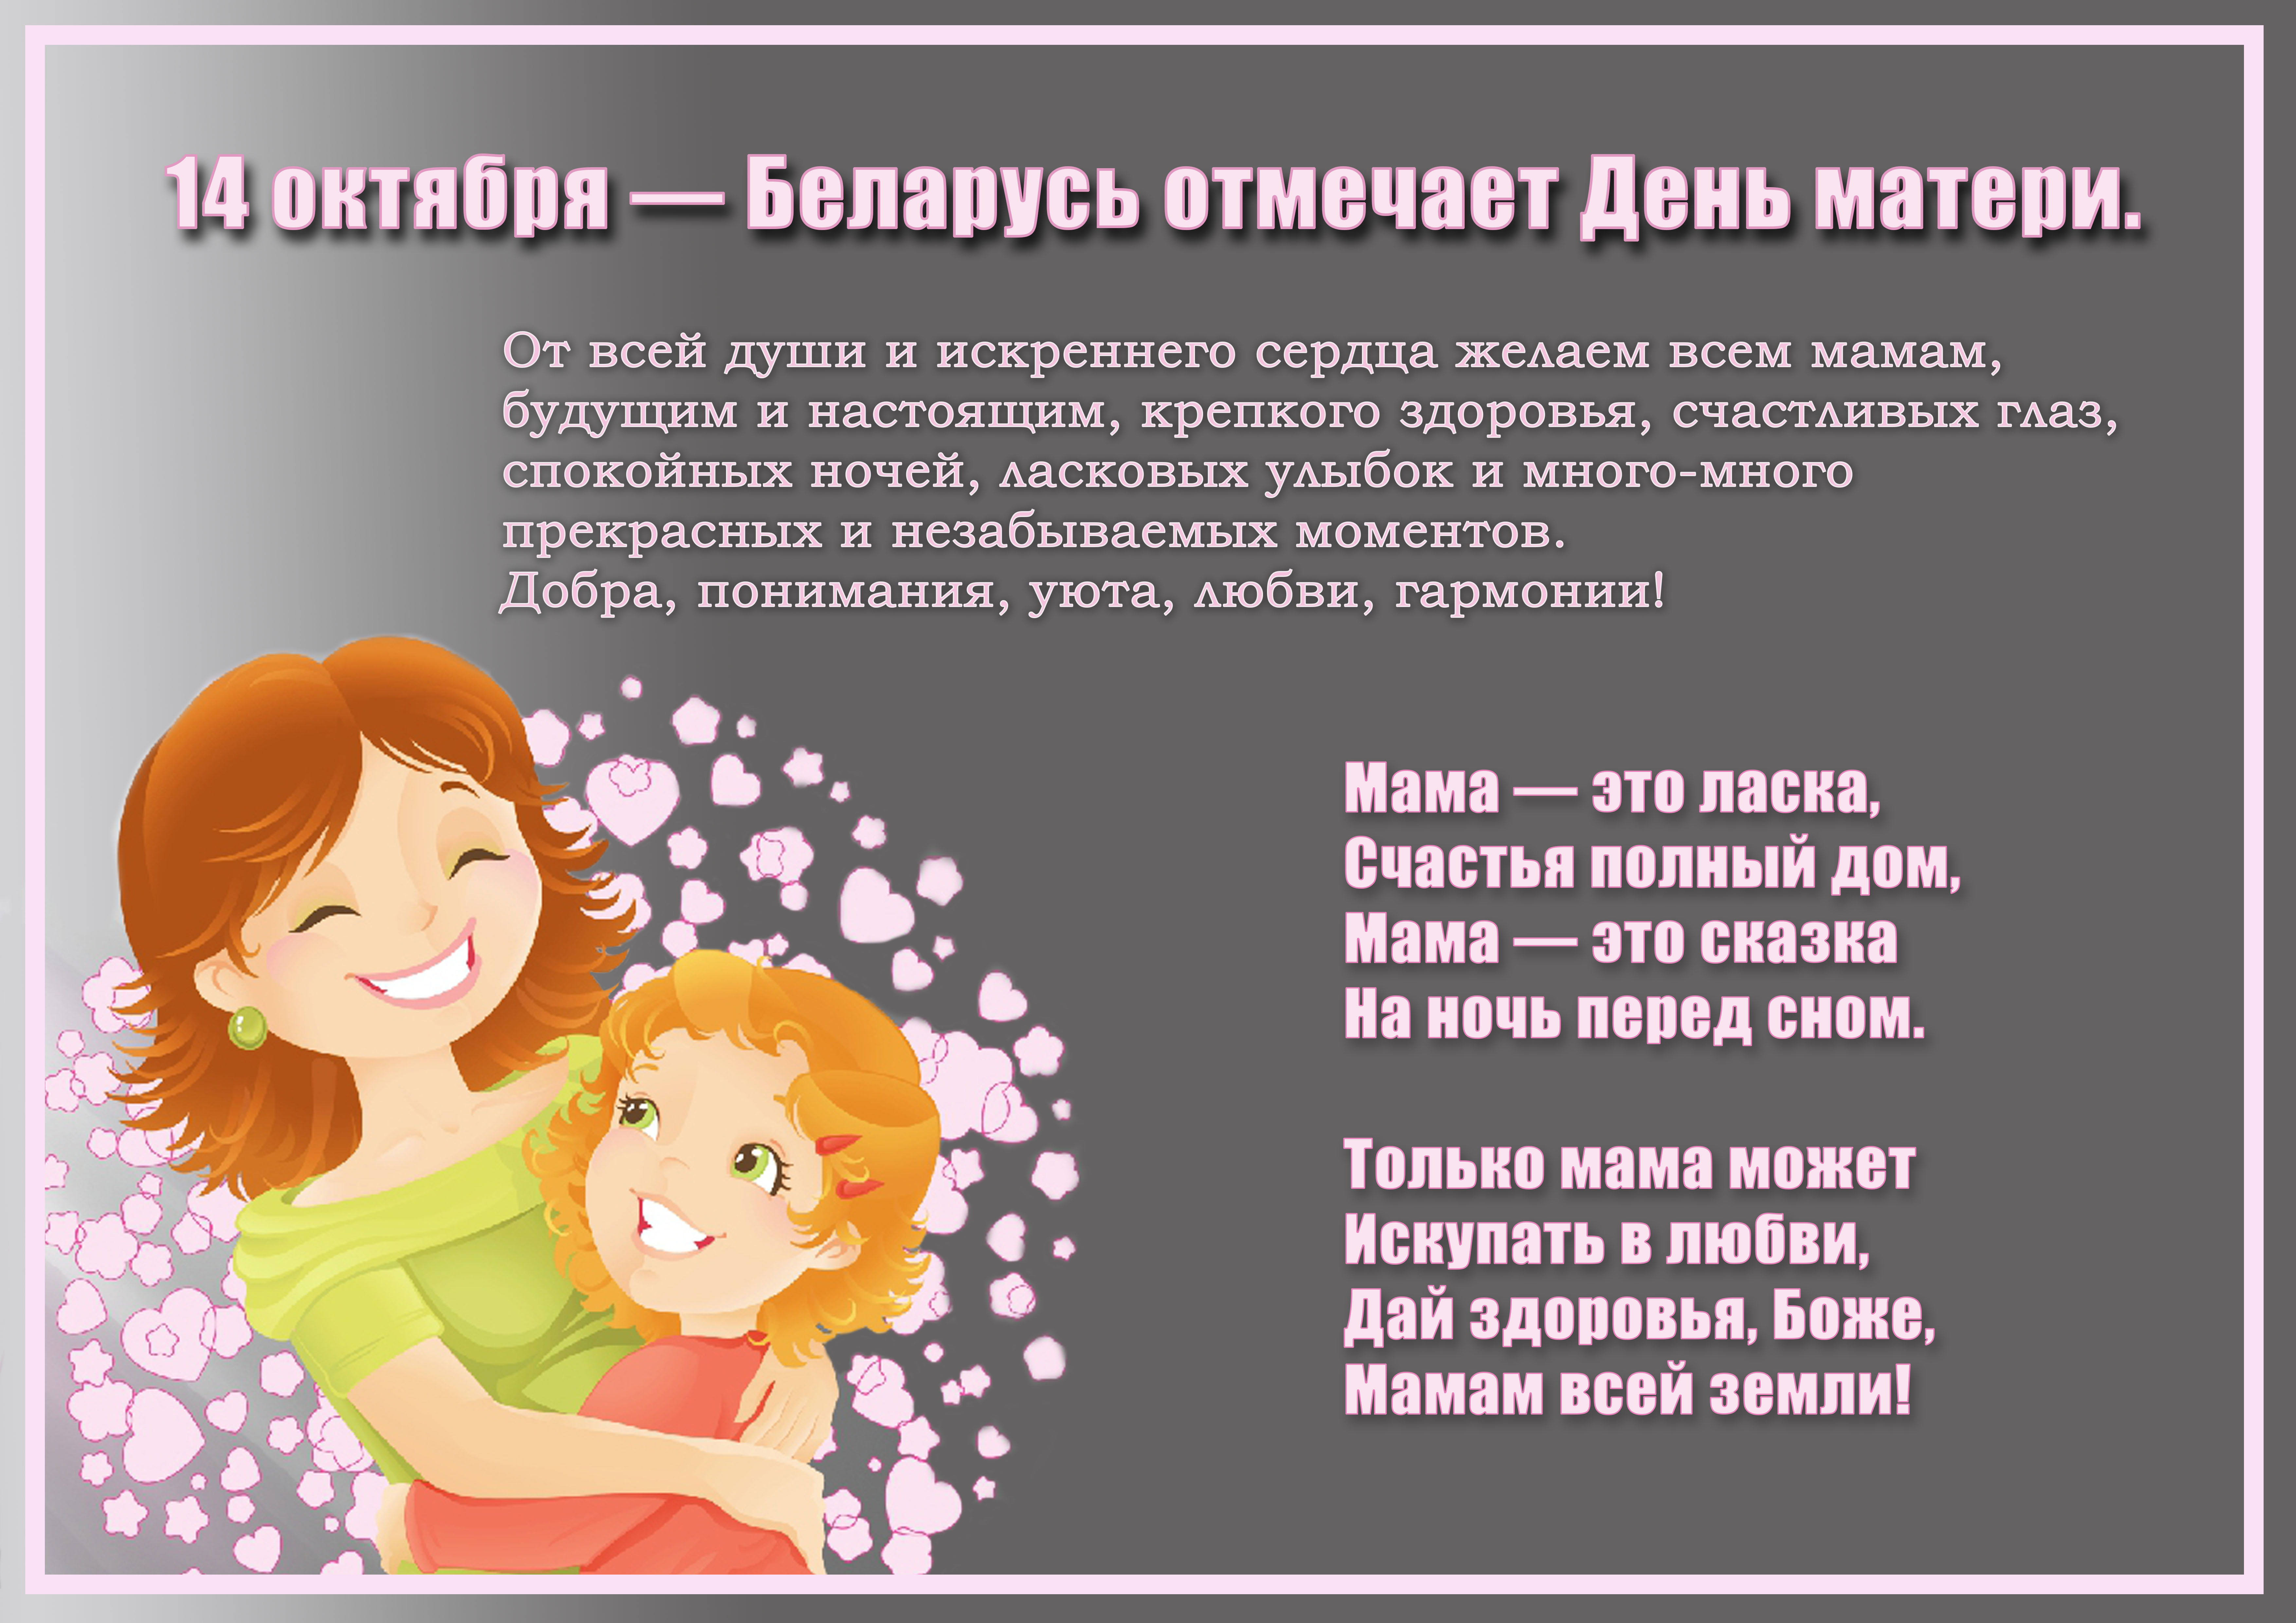 14 октября — Беларусь отмечает День матери.
От всей души и искреннего сердца желаем всем мамам,
будущим и настоящим, крепкого здоровья, счастливых глаз,
спокойных ночей, ласковых улыбок и много-много
прекрасных и незабываемых моментов.
Добра, понимания, уюта, любви, гармонии!
Мама — это ласка,
Счастья полный дом,
Мама — это сказка
На ночь перед сном.
Только мама может
Искупать в любви,
Дай здоровья, Боже,
Мамам всей земли!